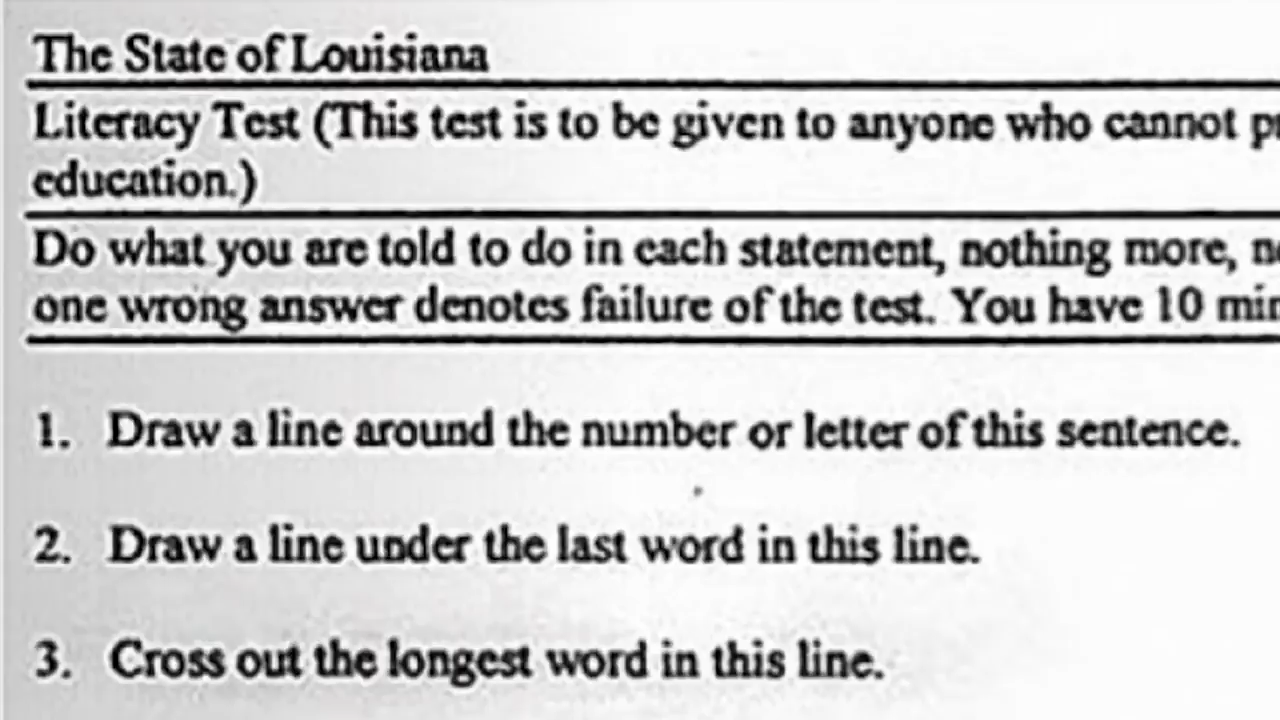 The State of Louisiana
Literacy Test (This test is to be given to anyone who cannot
education.)
Do what you are told to do in each statement, nothing more,
one wrong answer denotes failure of the test. You have 10
1. Draw a line around the number or letter of this sentence.
2. Draw a line under the last word in this line.
3. Cross out the longest word in this line.